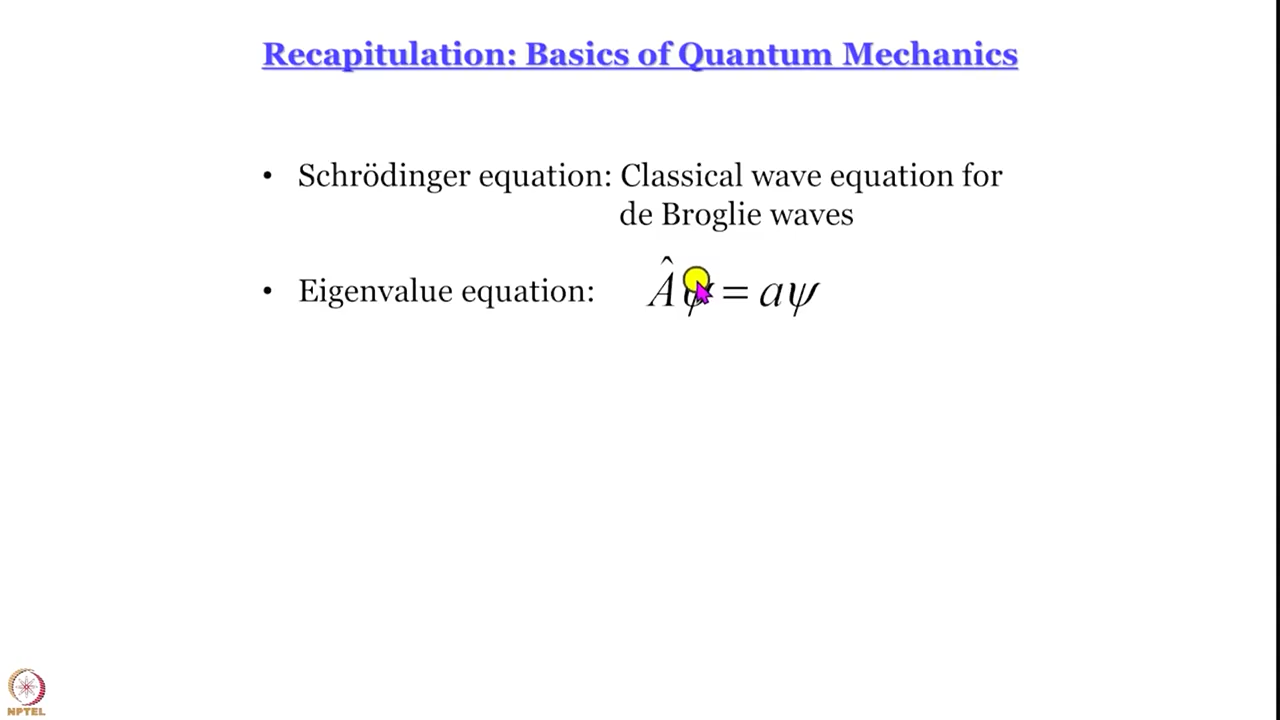 Recapitulation: Basics of Quantum Mechanics
• Schrödinger equation: Classical wave equation for
de Broglie waves
• Eigenvalue equation: Âψ = aψ
NPTEL